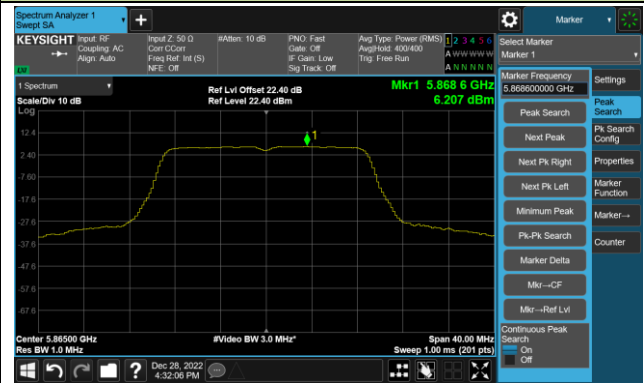 Spectrum Analyzer 1
Swept SA
+
Marker
KEYSIGHT
Input: RF
Coupling: AC
Align: Auto
Input Z: 50 Ω
Corr CCorr
Freq Ref: Int (S)
NFE: Off
#Atten: 10 dB
PNO: Fast
Gate: Off
IF Gain: Low
Sig Track: Off
Avg Type: Power (RMS)
Avg|Hold: 400/400
Trig: Free Run
1 2 3 4 5 6
A W W W W W
A N N N N N
Select Marker
Marker 1
1 Spectrum
Scale/Div 10 dB
Log
Ref Lvl Offset 22.40 dB
Ref Level 22.40 dBm
Mkr1 5.868 6 GHz
6.207 dBm
12.4
2.40
-7.60
-17.6
-27.6
-37.6
-47.6
-57.6
-67.6
1
Center 5.86500 GHz
Res BW 1.0 MHz
#Video BW 3.0 MHz*
Span 40.00 MHz
Sweep 1.00 ms (201 pts)
Marker Frequency
5.868600000 GHz
Peak Search
Next Peak
Next Pk Right
Next Pk Left
Minimum Peak
Pk-Pk Search
Marker Delta
Mkr→CF
Mkr→Ref Lvl
Continuous Peak
Search
On
Off
Settings
Peak
Search
Pk Search
Config
Properties
Marker
Function
Marker→
Counter
?
Dec 28, 2022
4:32:06 PM